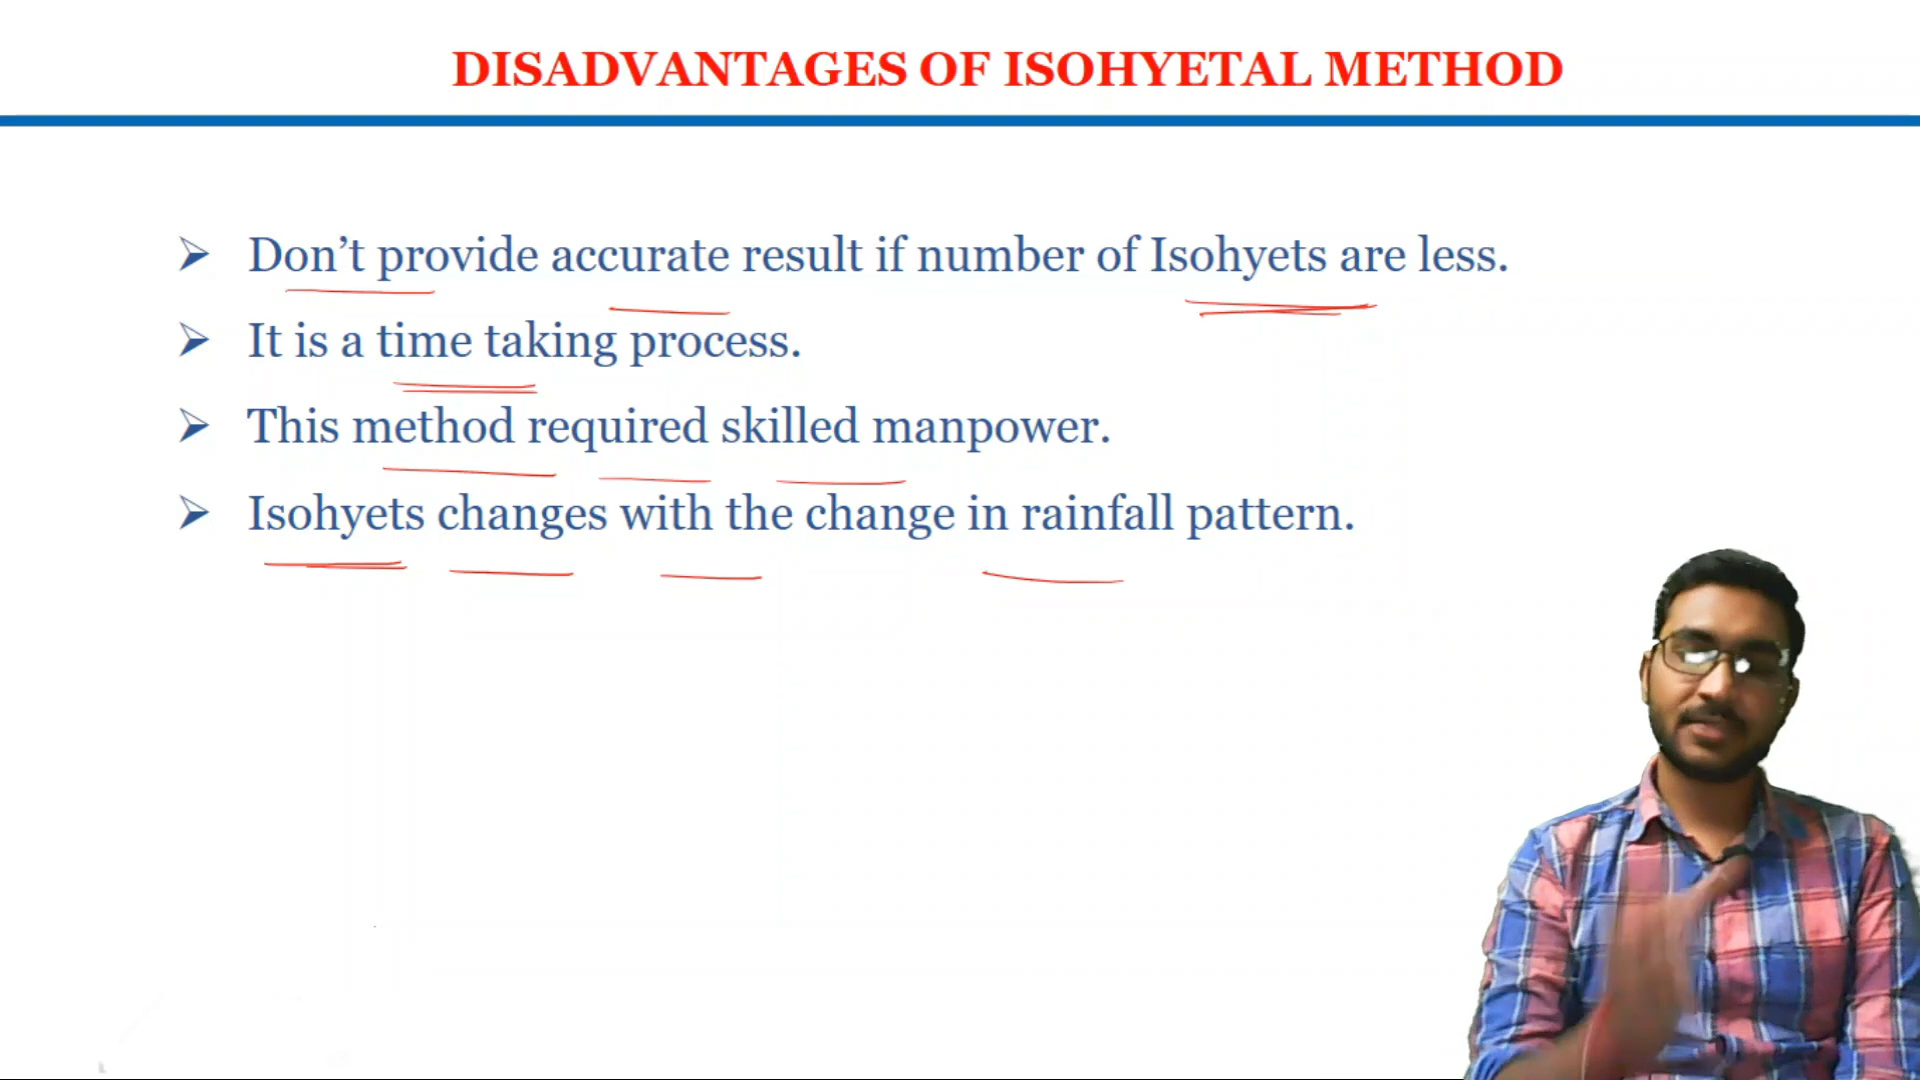 DISADVANTAGES OF ISOHYETAL METHOD
Don’t provide accurate result if number of Isohyets are less.
It is a time taking process.
This method required skilled manpower.
Isohyets changes with the change in rainfall pattern.